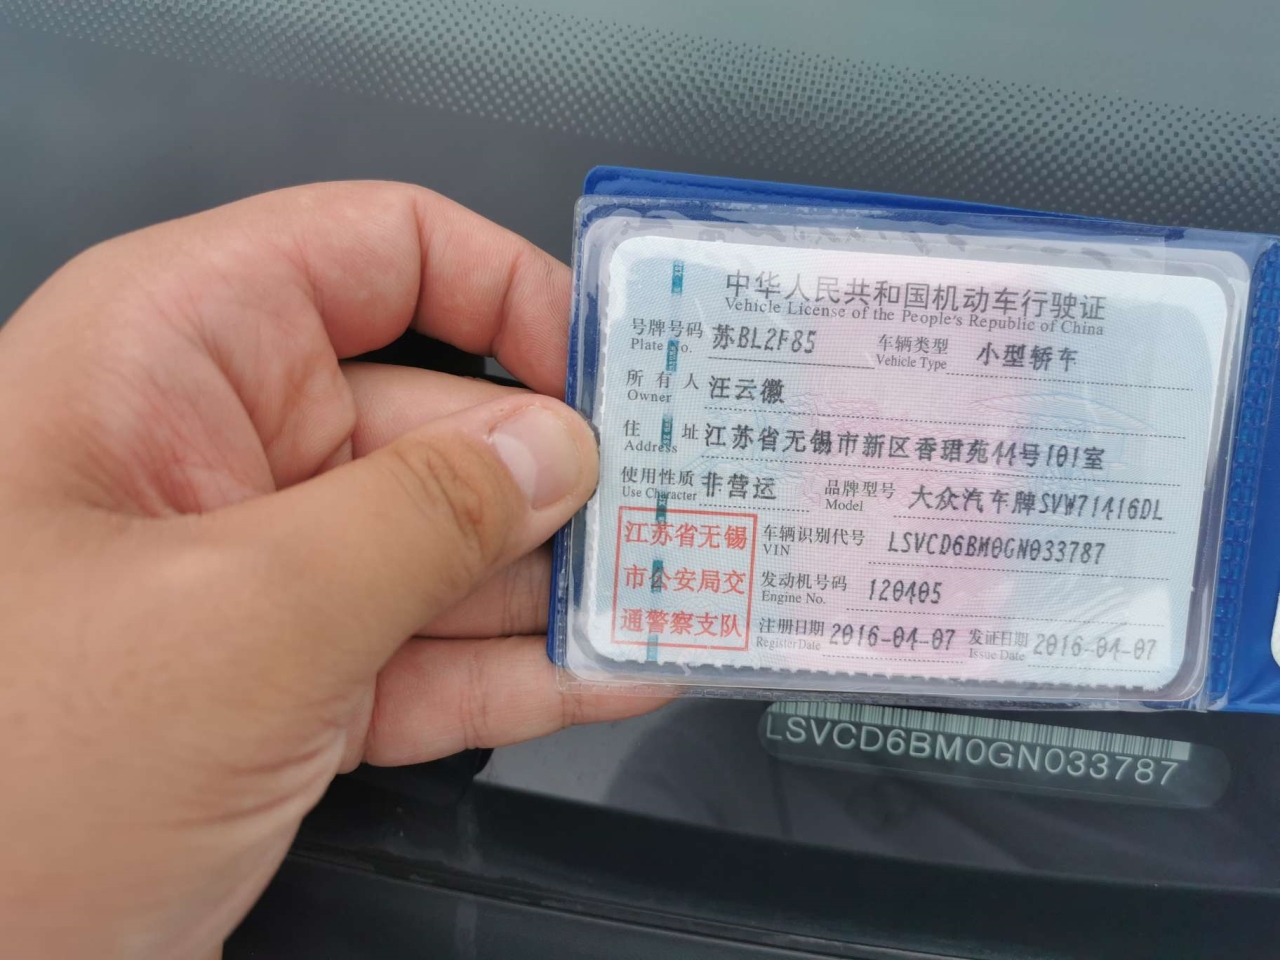 中华人民共和国机动车行驶证
Vehicle License of the People's Republic of China
号牌号码 苏BL2F85 车辆类型 小型轿车
Plate No. Vehicle Type
所有人 汪云徽
Owner
住址 江苏省无锡市新区香珺苑44号101室
Address
使用性质 非营运 品牌型号 大众汽车牌SVW71416DL
Use Character Model
江苏省无锡
市公安局交
通警察支队
车辆识别代号 LSVCD6BM0GN033787
VIN
发动机号码 120405
Engine No.
注册日期 2016-04-07 发证日期 2016-04-07
Register Date Issue Date
LSVCD6BM0GN033787